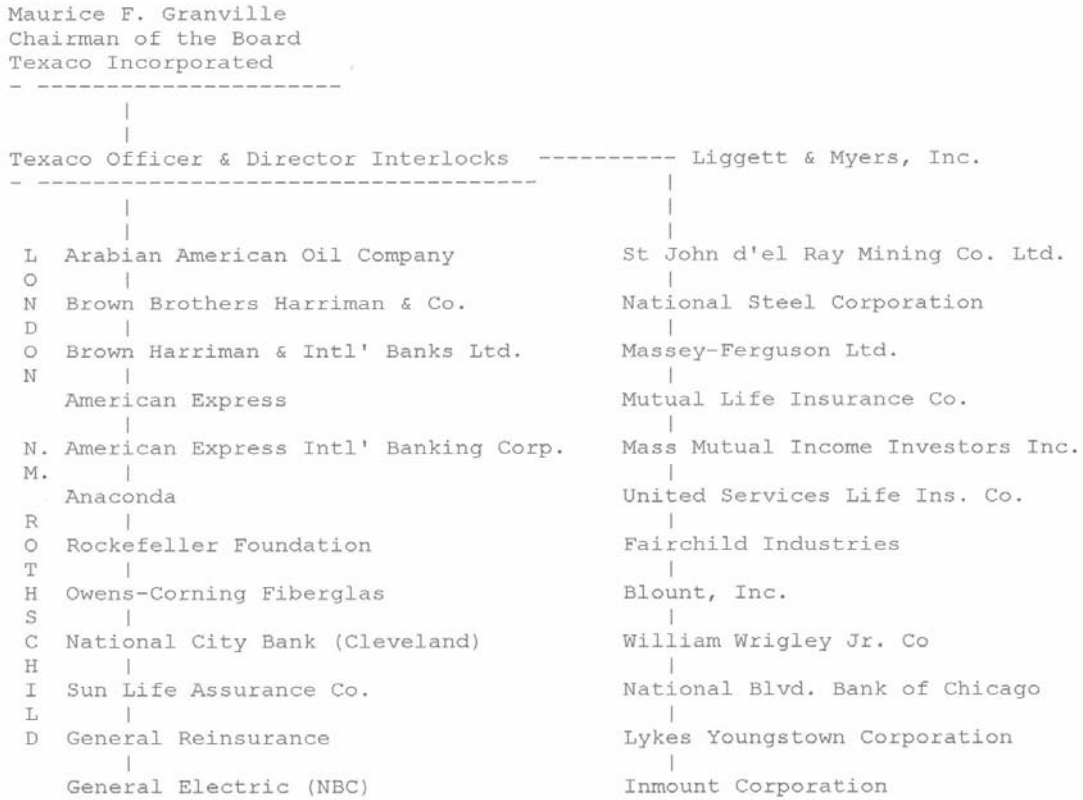 Maurice F. Granville
Chairman of the Board
Texaco Incorporated
Texaco Officer & Director Interlocks ---------- Liggett & Myers, Inc.
L Arabian American Oil Company St John d'el Ray Mining Co. Ltd.
O
N Brown Brothers Harriman & Co. National Steel Corporation
D
O Brown Harriman & Intl' Banks Ltd. Massey-Ferguson Ltd.
N
American Express Mutual Life Insurance Co.
N. American Express Intl' Banking Corp. Mass Mutual Income Investors Inc.
M.
Anaconda United Services Life Ins. Co.
R
O Rockefeller Foundation Fairchild Industries
T
H Owens-Corning Fiberglas Blount, Inc.
S
C National City Bank (Cleveland) William Wrigley Jr. Co
H
I Sun Life Assurance Co. National Blvd. Bank of Chicago
L
D General Reinsurance Lykes Youngstown Corporation
General Electric (NBC) Inmount Corporation